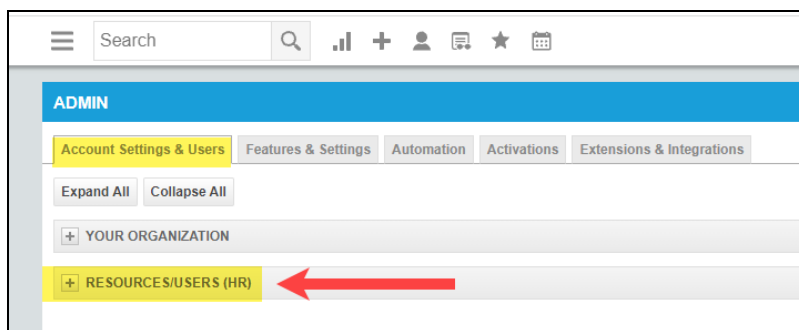 Search
ADMIN
Account Settings & Users Features & Settings Automation Activations Extensions & Integrations
Expand All Collapse All
YOUR ORGANIZATION
RESOURCES/USERS (HR)